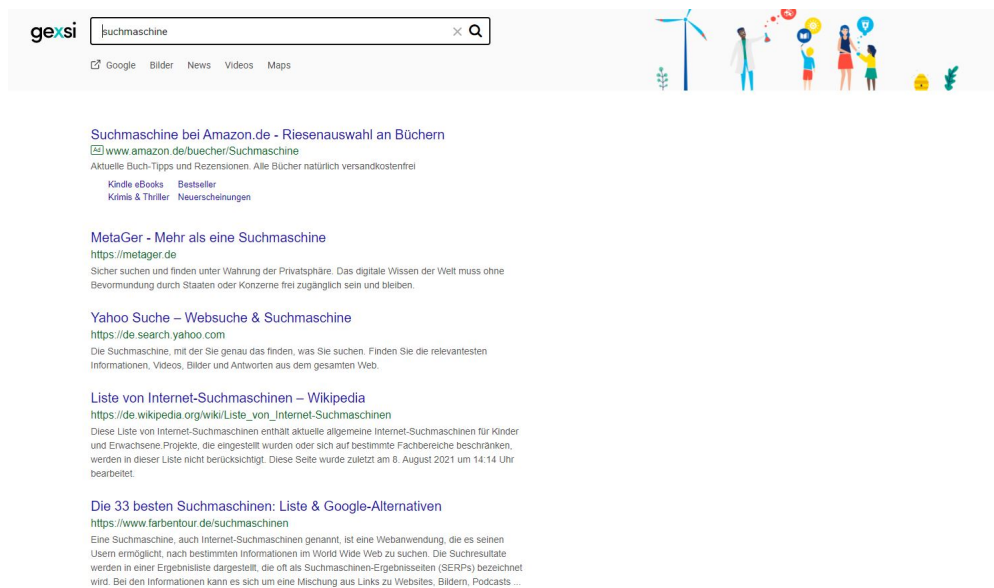 gexsi
suchmaschine
Google Bilder News Videos Maps
Suchmaschine bei Amazon.de - Riesenauswahl an Büchern
Ad www.amazon.de/buecher/Suchmaschine
Aktuelle Buch-Tipps und Rezensionen. Alle Bücher natürlich versandkostenfrei
Kindle eBooks Bestseller
Krimis & Thriller Neuerscheinungen
MetaGer - Mehr als eine Suchmaschine
https://metager.de
Sicher suchen und finden unter Wahrung der Privatsphäre. Das digitale Wissen der Welt muss ohne
Bevormundung durch Staaten oder Konzerne frei zugänglich sein und bleiben.
Yahoo Suche – Websuche & Suchmaschine
https://de.search.yahoo.com
Die Suchmaschine, mit der Sie genau das finden, was Sie suchen. Finden Sie die relevantesten
Informationen, Videos, Bilder und Antworten aus dem gesamten Web.
Liste von Internet-Suchmaschinen – Wikipedia
https://de.wikipedia.org/wiki/Liste_von_Internet-Suchmaschinen
Diese Liste von Internet-Suchmaschinen enthält aktuelle allgemeine Internet-Suchmaschinen für Kinder
und Erwachsene.Projekte, die eingestellt wurden oder sich auf bestimmte Fachbereiche beschränken,
werden in dieser Liste nicht berücksichtigt. Diese Seite wurde zuletzt am 8. August 2021 um 14:14 Uhr
bearbeitet.
Die 33 besten Suchmaschinen: Liste & Google-Alternativen
https://www.farbentour.de/suchmaschinen
Eine Suchmaschine, auch Internet-Suchmaschinen genannt, ist eine Webanwendung, die es seinen
Usern ermöglicht, nach bestimmten Informationen im World Wide Web zu suchen. Die Suchresultate
werden in einer Ergebnisliste dargestellt, die oft als Suchmaschinen-Ergebnisseiten (SERPs) bezeichnet
wird. Bei den Informationen kann es sich um eine Mischung aus Links zu Websites, Bildern, Podcasts ...